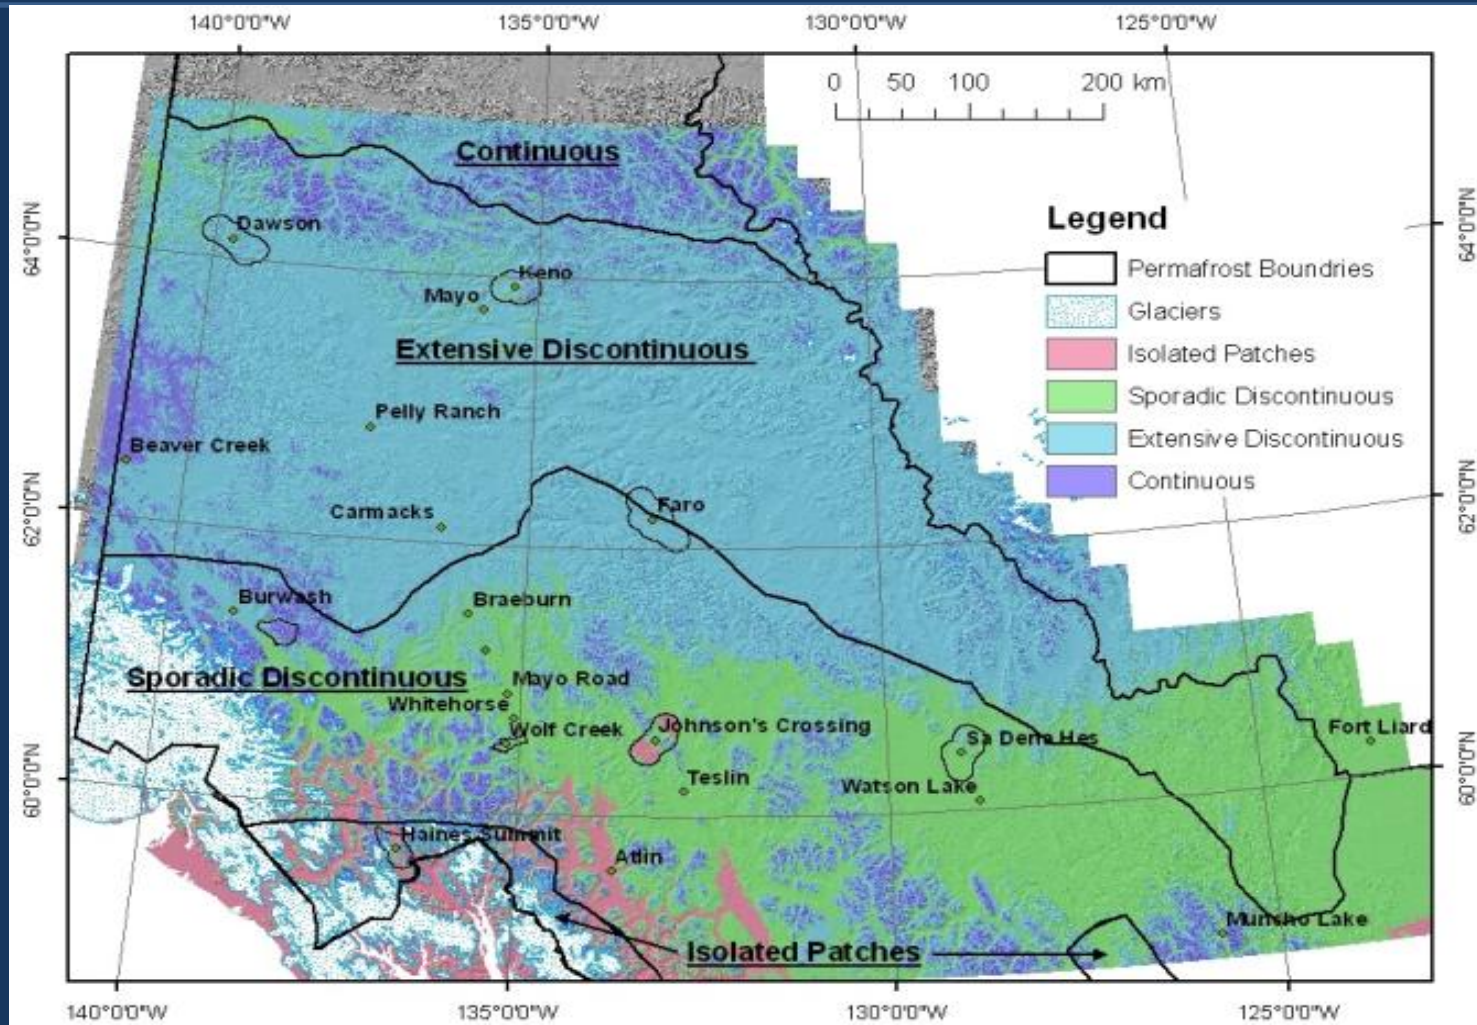 140°0'0"W
135°0'0"W
130°0'0"W
125°0'0"W
0 50 100 200 km
Continuous
64°0'0"N
64°0'0"N
Legend
Dawson
Permafrost Boundries
Keno
Mayo
Glaciers
Extensive Discontinuous
Isolated Patches
Sporadic Discontinuous
Pelly Ranch
Extensive Discontinuous
Beaver Creek
Continuous
62°0'0"N
62°0'0"N
Carmacks
Faro
Burwash
Braeburn
Sporadic Discontinuous
Mayo Road
Whitehorse
Wolf Creek
Johnson's Crossing
Sa Dena Hes
Fort Liard
60°0'0"N
60°0'0"N
Teslin
Watson Lake
Haines Summit
Atlin
Muncho Lake
Isolated Patches
140°0'0"W
135°0'0"W
130°0'0"W
125°0'0"W